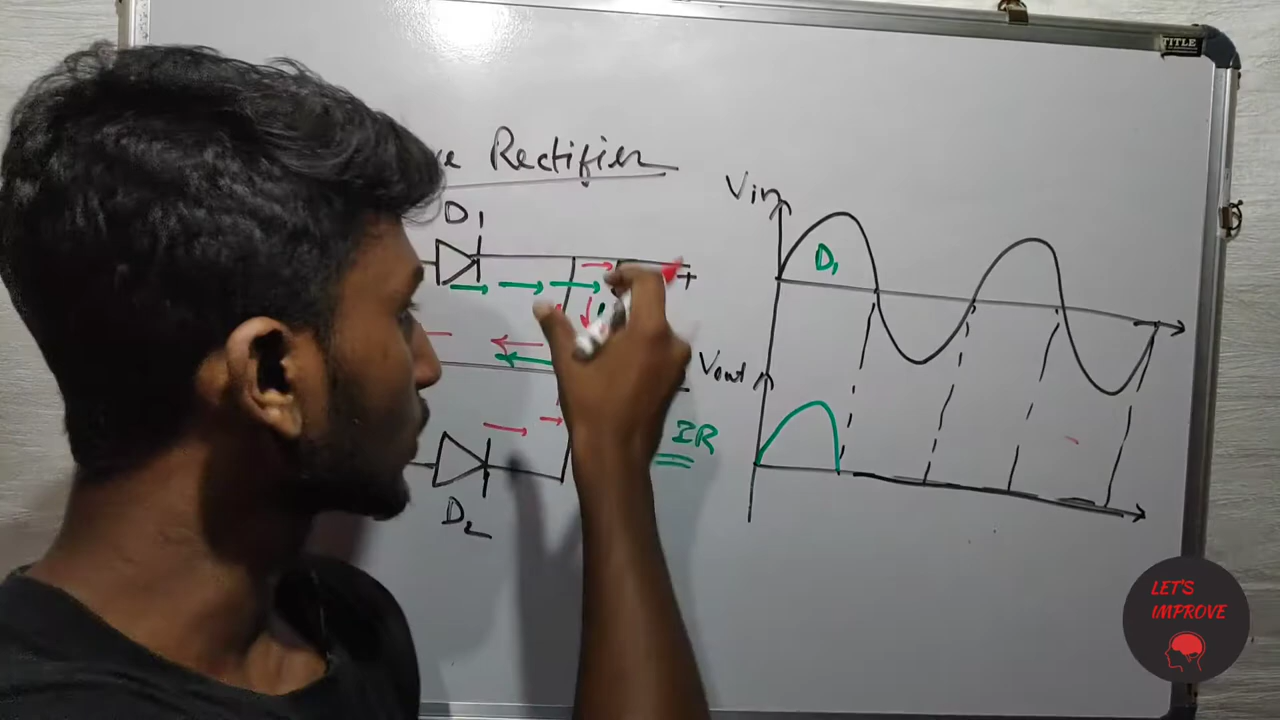 Rectifier
D1
+
-
IR
D2
Vin
D1
Vout
TITLE
LET'S
IMPROVE